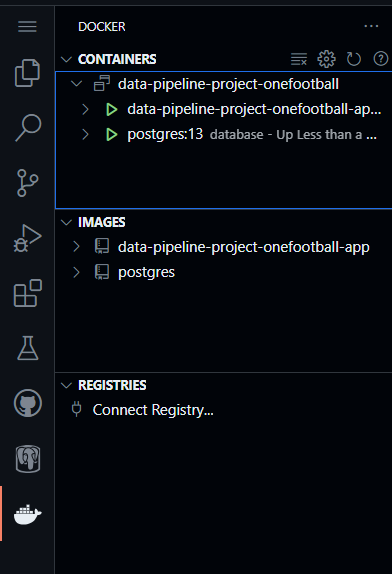 DOCKER
CONTAINERS
data-pipeline-project-onefootball
data-pipeline-project-onefootball-ap...
postgres:13 database - Up Less than a ...
IMAGES
data-pipeline-project-onefootball-app
postgres
REGISTRIES
Connect Registry...